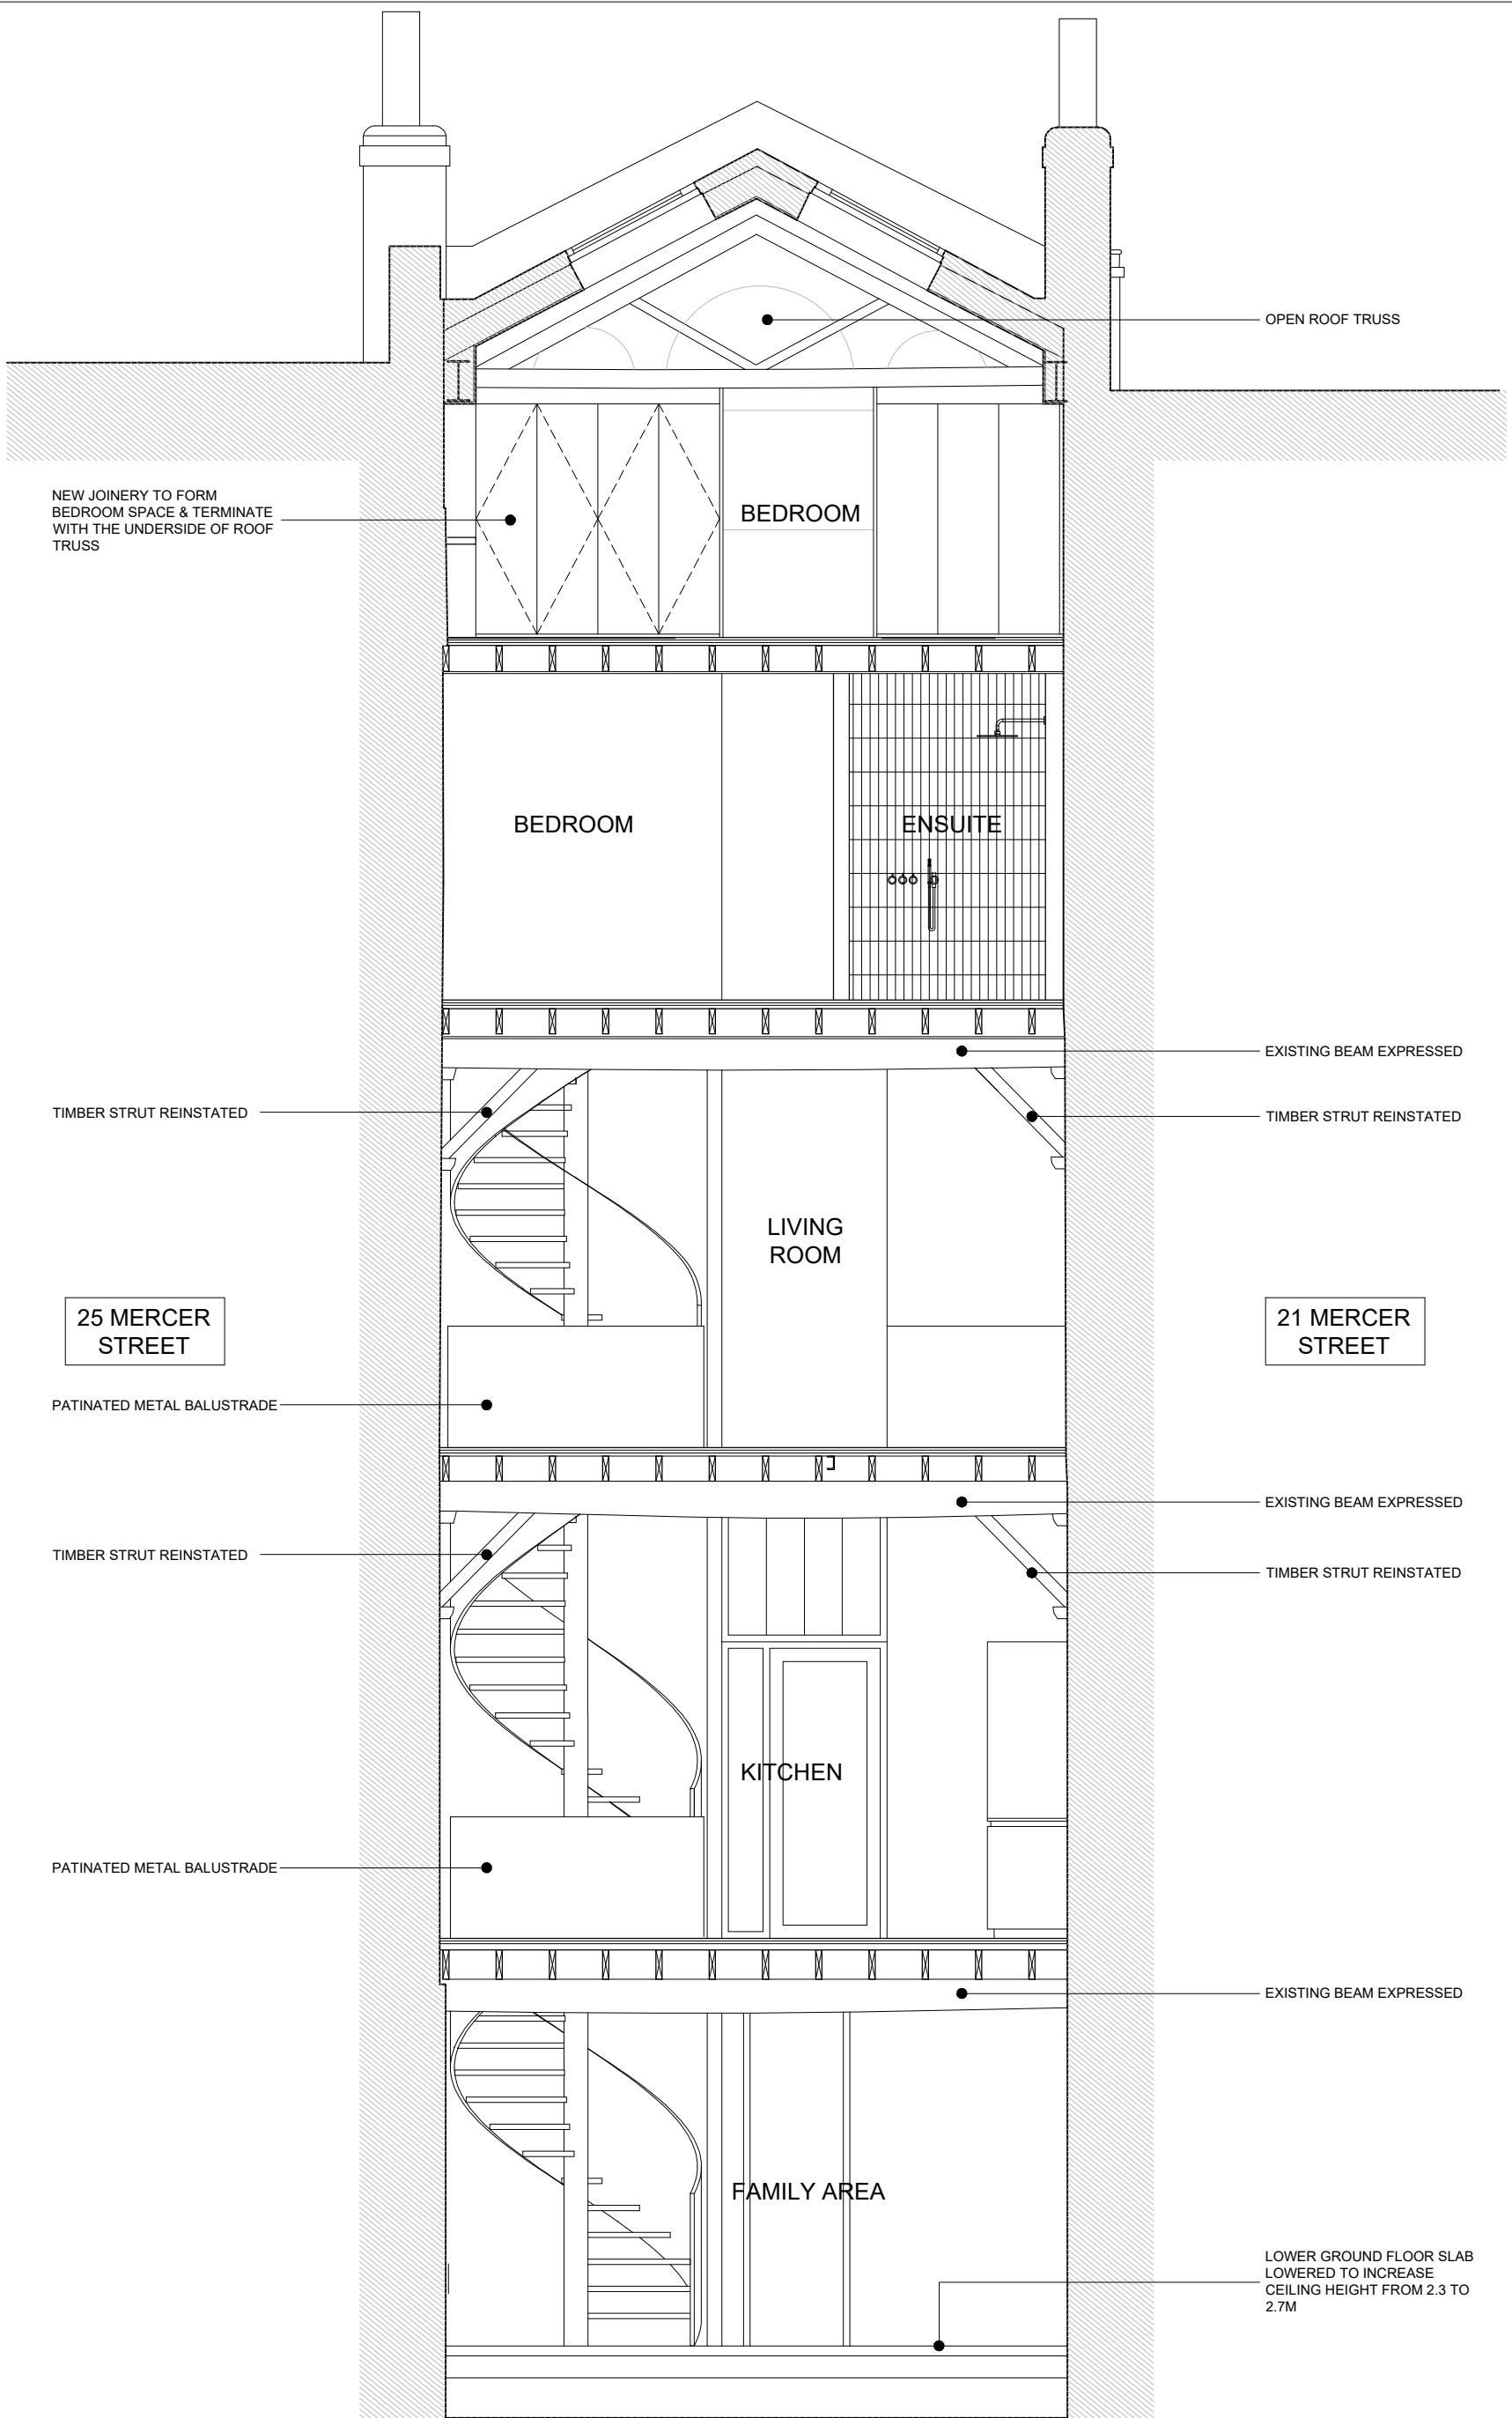 OPEN ROOF TRUSS
NEW JOINERY TO FORM
BEDROOM SPACE & TERMINATE
WITH THE UNDERSIDE OF ROOF
TRUSS
BEDROOM
BEDROOM
ENSUITE
EXISTING BEAM EXPRESSED
TIMBER STRUT REINSTATED
TIMBER STRUT REINSTATED
LIVING
ROOM
25 MERCER
STREET
21 MERCER
STREET
PATINATED METAL BALUSTRADE
EXISTING BEAM EXPRESSED
TIMBER STRUT REINSTATED
TIMBER STRUT REINSTATED
KITCHEN
PATINATED METAL BALUSTRADE
EXISTING BEAM EXPRESSED
FAMILY AREA
LOWER GROUND FLOOR SLAB
LOWERED TO INCREASE
CEILING HEIGHT FROM 2.3 TO
2.7M